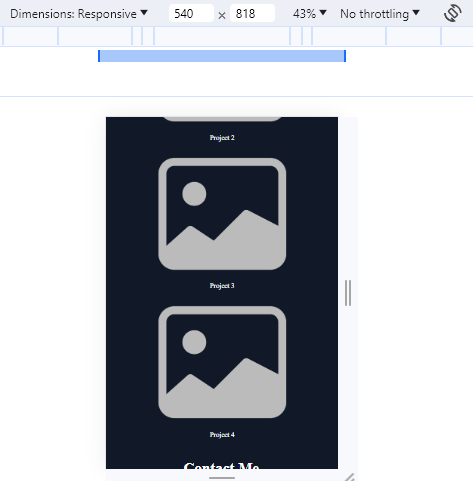 Dimensions: Responsive ▼ 540 × 818 43% ▼ No throttling ▼
Project 2
Project 3
Project 4
Contact Me